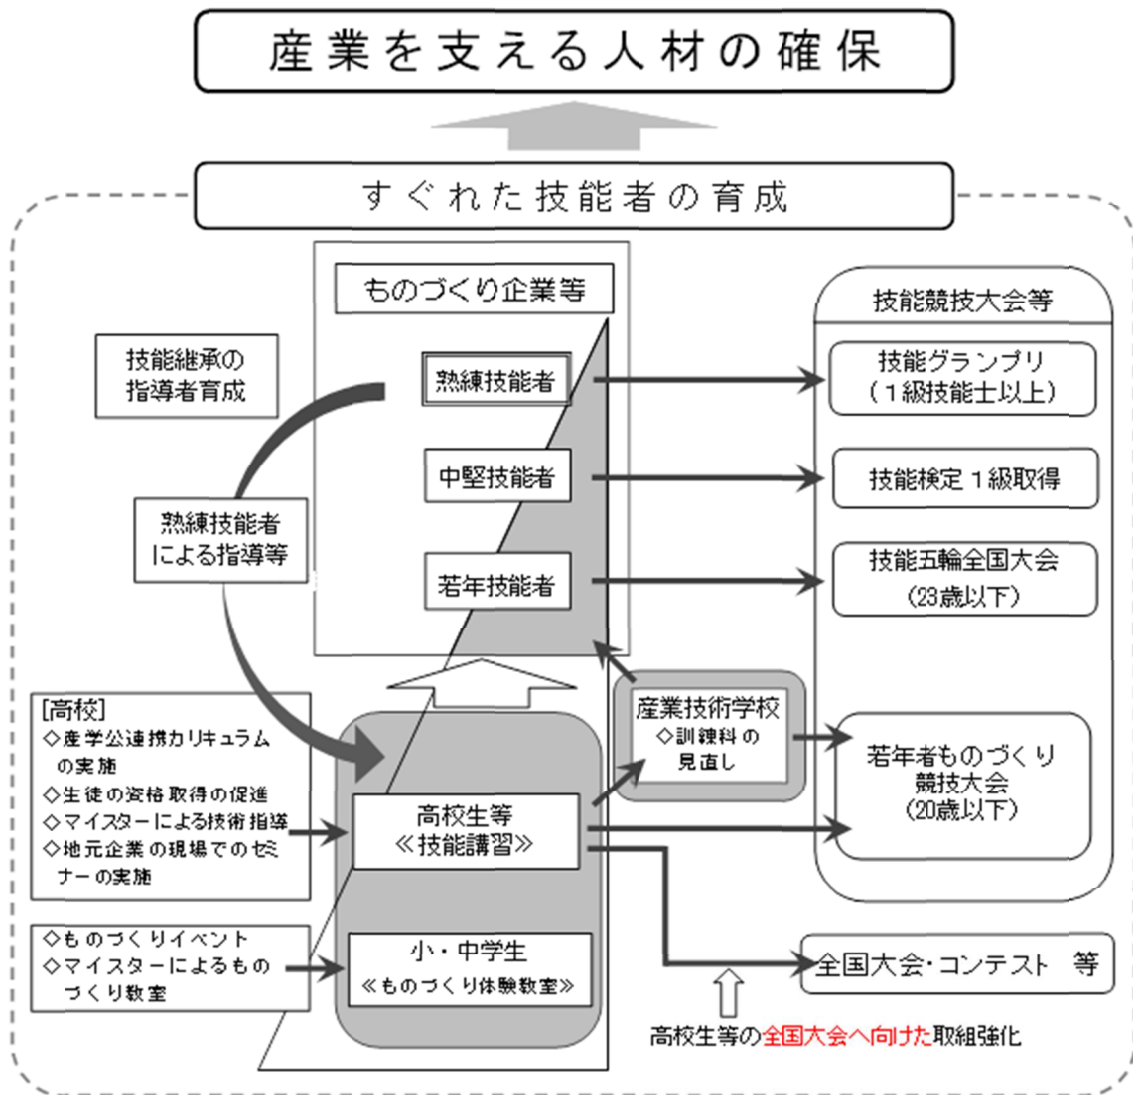 産業を支える人材の確保
すぐれた技能者の育成
ものづくり企業等
技能競技大会等
技能継承の
指導者育成
熟練技能者
技能グランプリ
(1級技能士以上)
中堅技能者
技能検定1級取得
熟練技能者
による指導等
若年技能者
技能五輪全国大会
(23歳以下)
[高校]
◇産学公連携カリキュラム
の実施
◇生徒の資格取得の促進
◇マイスターによる技術指導
◇地元企業の現場でのセミ
ナーの実施
産業技術学校
◇訓練科の
見直し
若年者ものづくり
競技大会
(20歳以下)
高校生等
≪技能講習≫
◇ものづくりイベント
◇マイスターによるもの
づくり教室
小・中学生
≪ものづくり体験教室≫
全国大会・コンテスト 等
高校生等の全国大会へ向けた取組強化